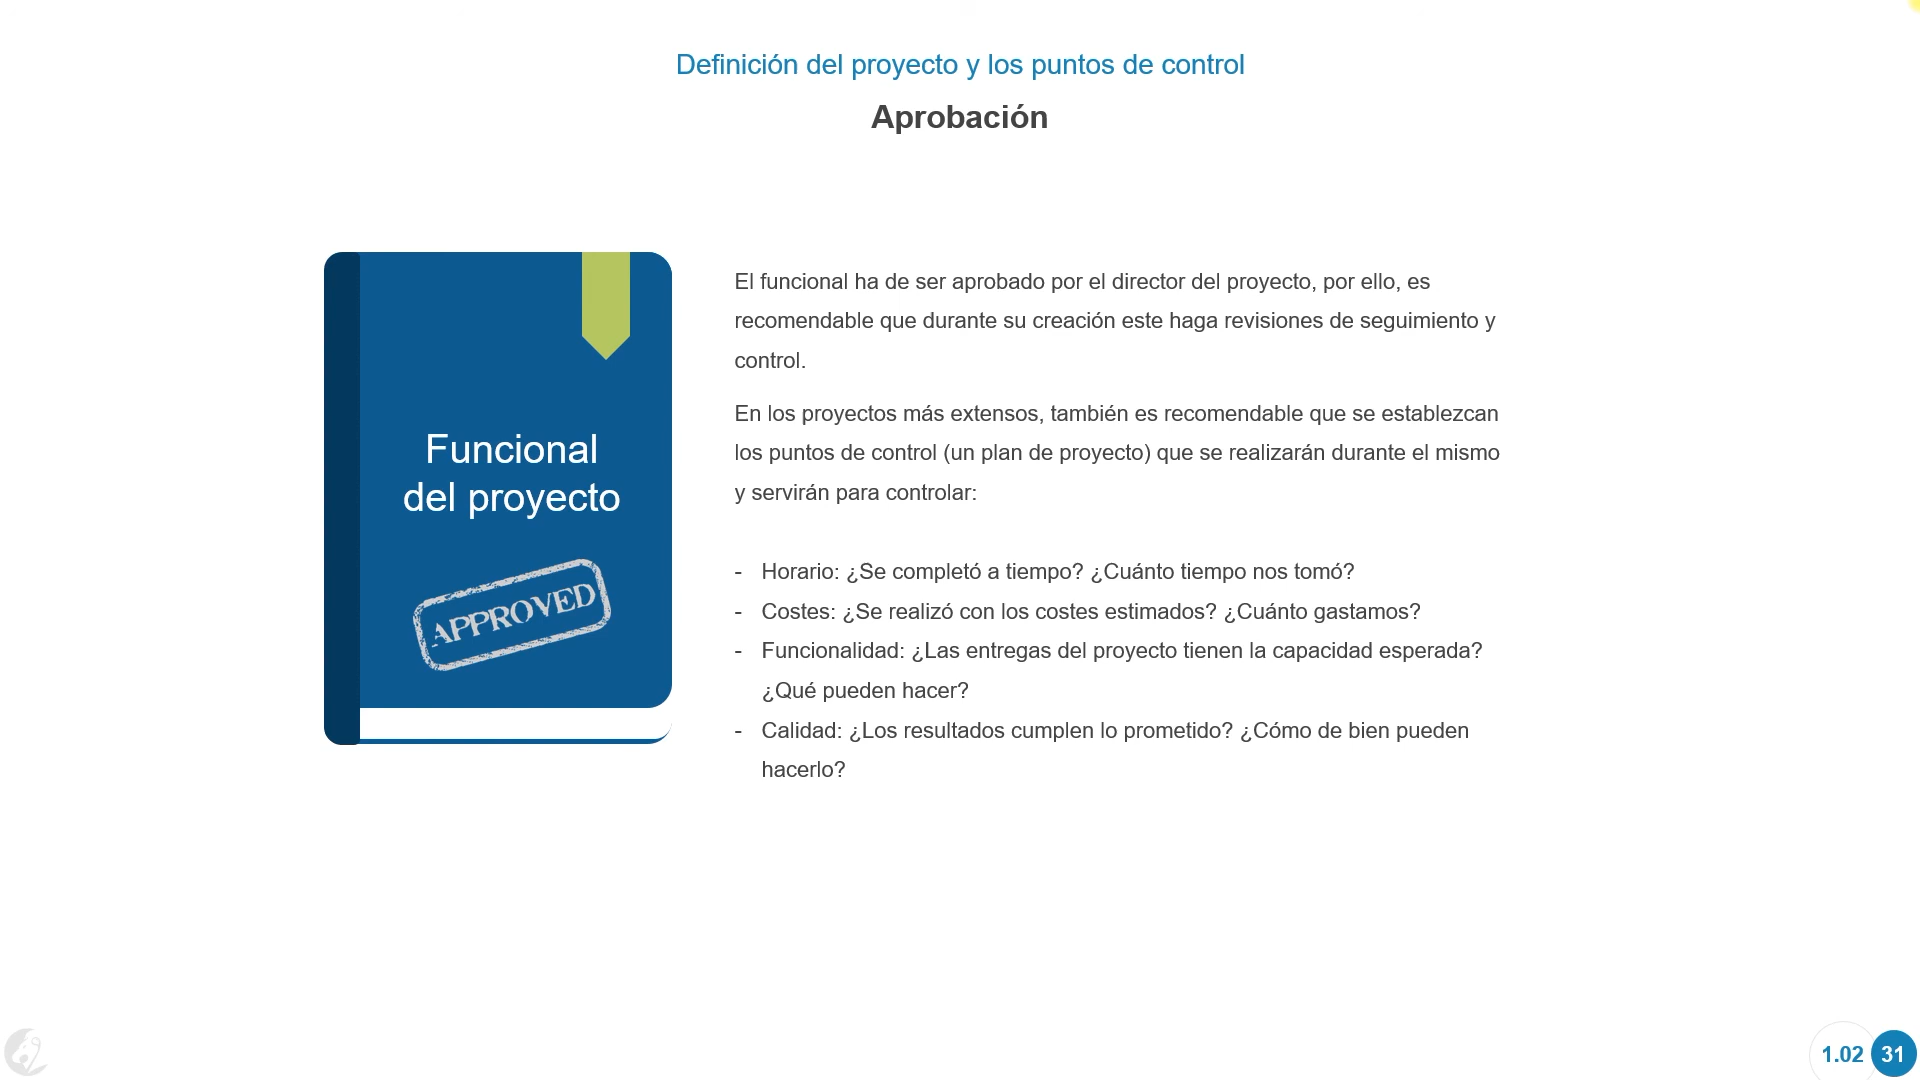 Definición del proyecto y los puntos de control
Aprobación
Funcional
del proyecto
APPROVED
El funcional ha de ser aprobado por el director del proyecto, por ello, es
recomendable que durante su creación este haga revisiones de seguimiento y
control.
En los proyectos más extensos, también es recomendable que se establezcan
los puntos de control (un plan de proyecto) que se realizarán durante el mismo
y servirán para controlar:
- Horario: ¿Se completó a tiempo? ¿Cuánto tiempo nos tomó?
- Costes: ¿Se realizó con los costes estimados? ¿Cuánto gastamos?
- Funcionalidad: ¿Las entregas del proyecto tienen la capacidad esperada?
¿Qué pueden hacer?
- Calidad: ¿Los resultados cumplen lo prometido? ¿Cómo de bien pueden
hacerlo?
1.02 31